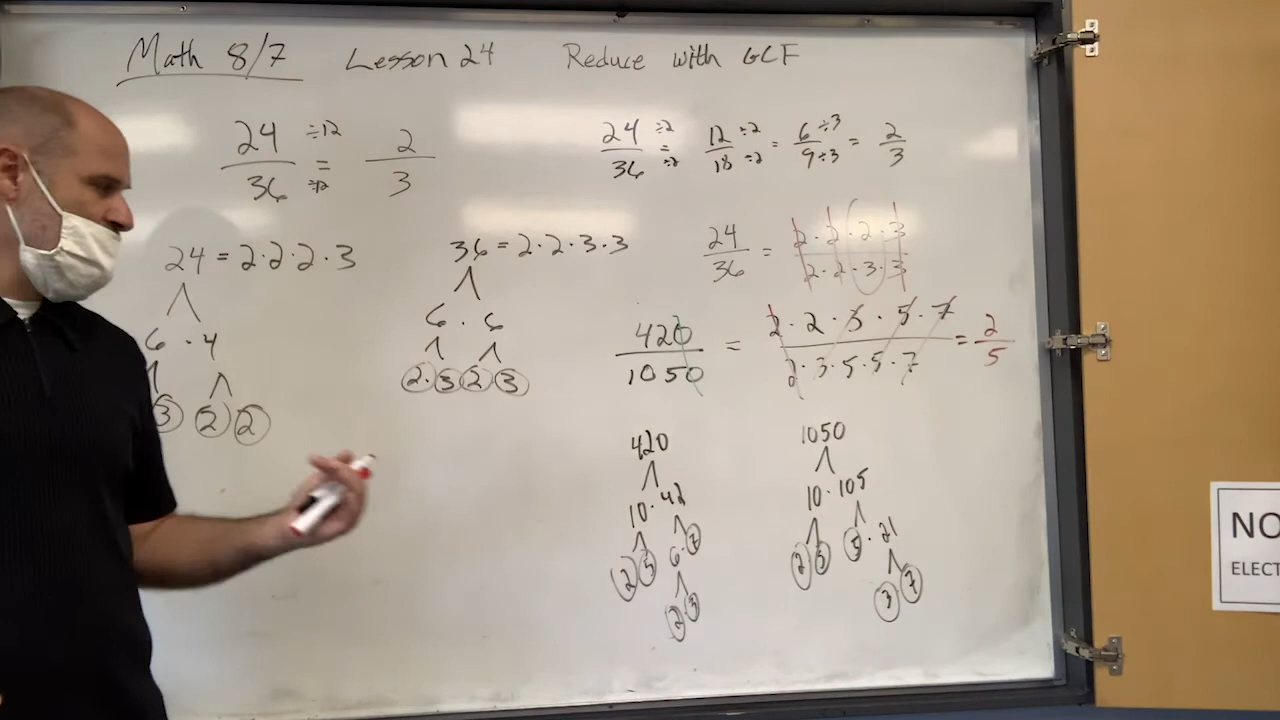 Math 8/7 Lesson 24 Reduce with GCF
24/36 ÷12/÷12 = 2/3
24/36 ÷2/÷2 = 12/18 ÷2/÷2 = 6/9 ÷3/÷3 = 2/3
24 = 2·2·2·3
6 · 4
3 2 2
36 = 2·2·3·3
6 · 6
2·3 2 3
24/36 = 2·2·2·3/2·2·3·3
420/1050 = 2·2·3·5·7/2·3·5·5·7 = 2/5
420
10·42
2 5 6·7
2 3
1050
10·105
2 5 5·21
3 7
NO
ELECT